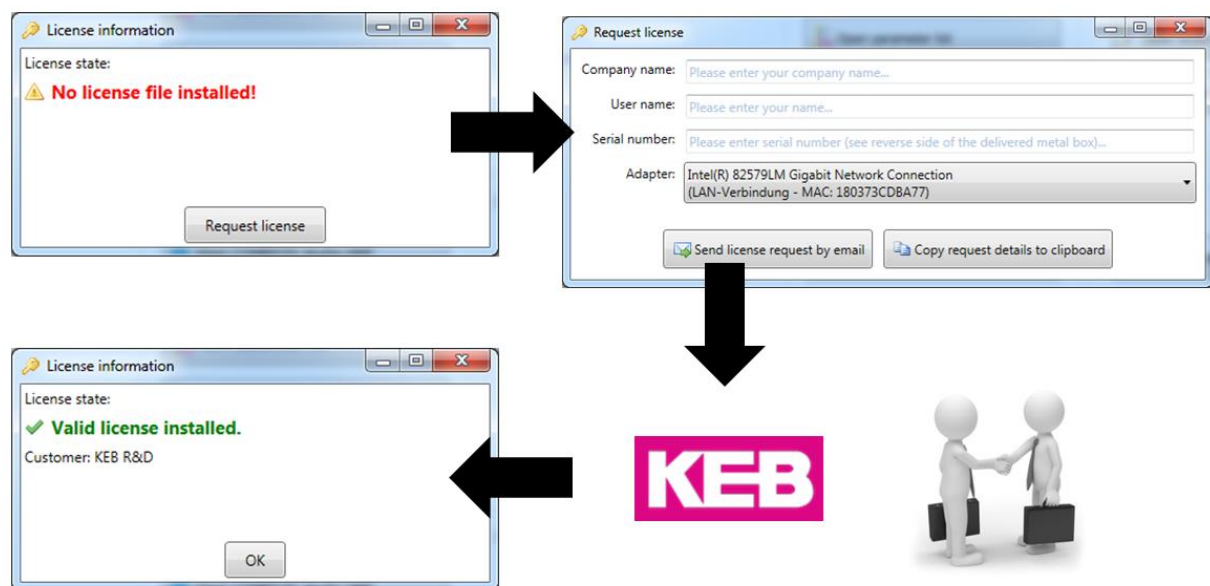 License information
License state:
No license file installed!
Request license
Request license
Company name:
Please enter your company name...
User name:
Please enter your name...
Serial number:
Please enter serial number (see reverse side of the delivered metal box)...
Adapter:
Intel(R) 82579LM Gigabit Network Connection
(LAN-Verbindung - MAC: 180373CDBA77)
Send license request by email
Copy request details to clipboard
License information
License state:
Valid license installed.
Customer: KEB R&D
OK
KEB